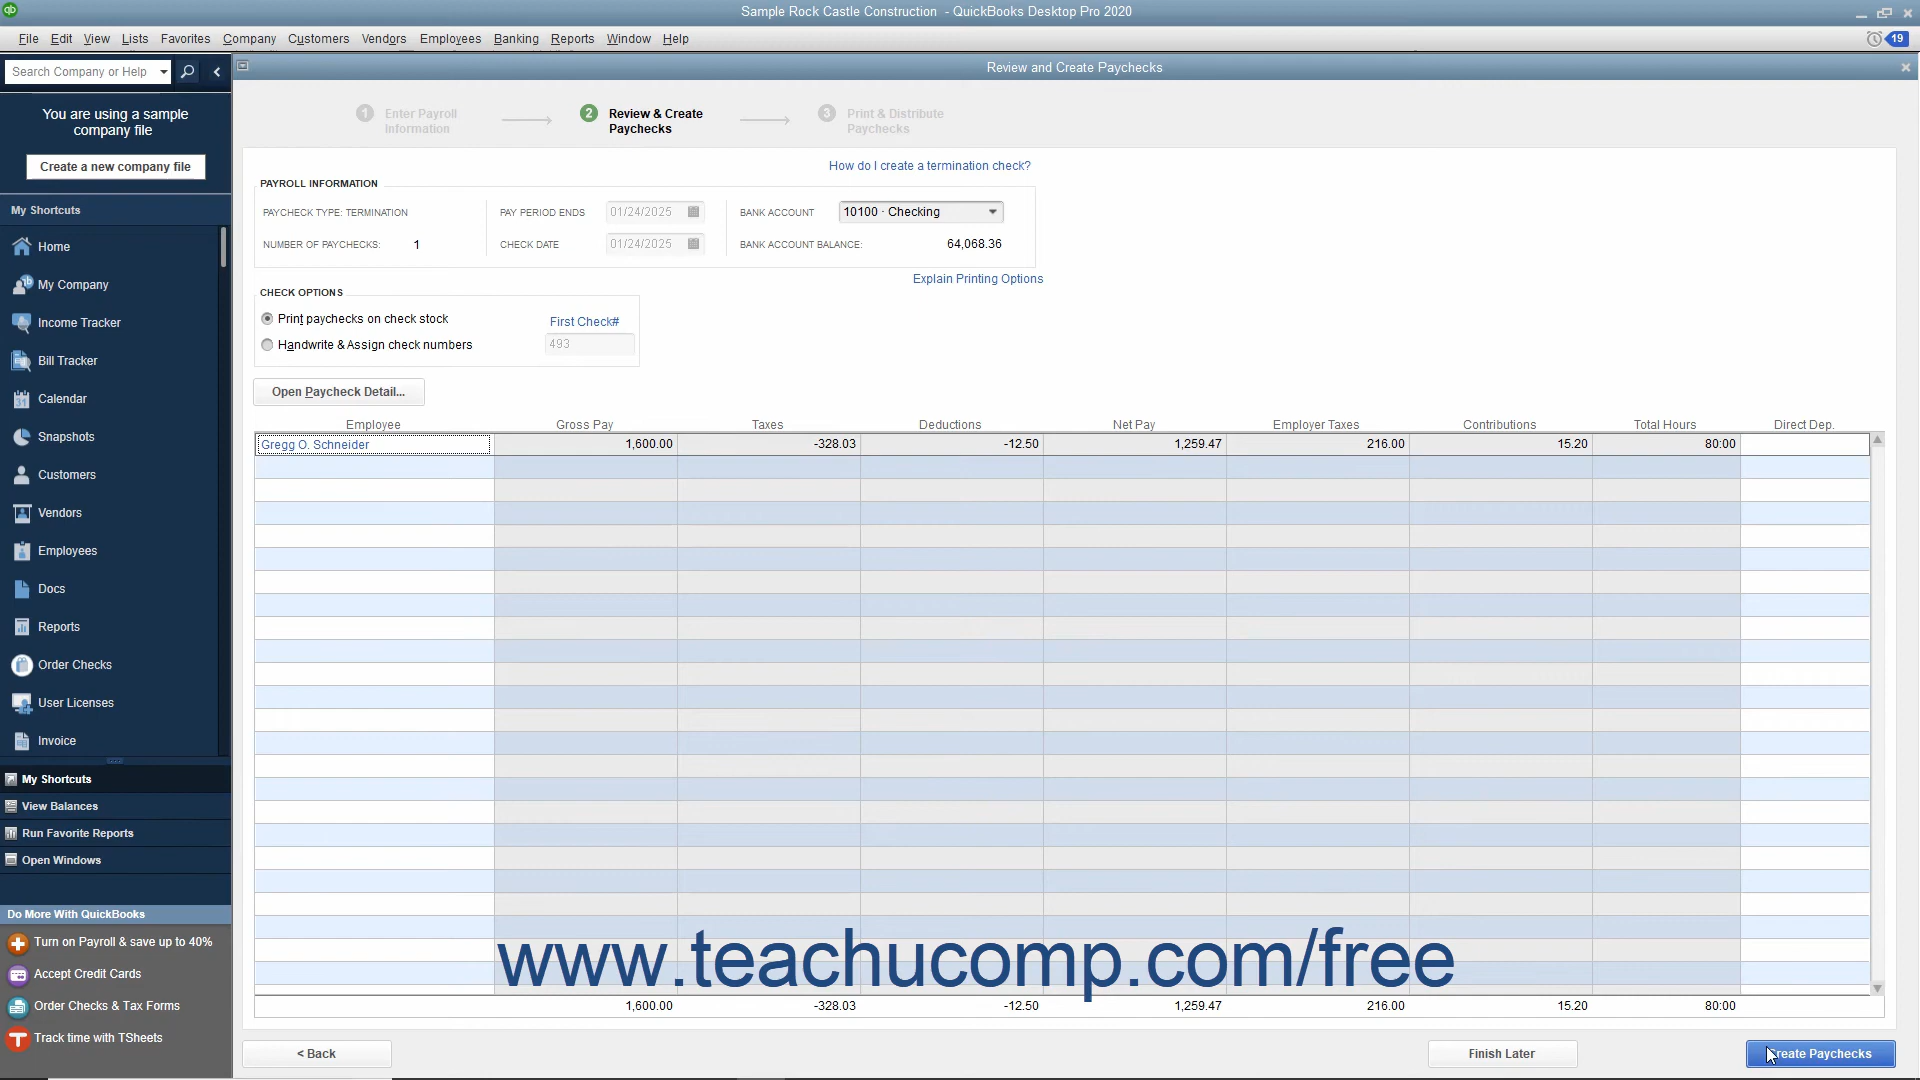 Sample Rock Castle Construction - QuickBooks Desktop Pro 2020
File Edit View Lists Favorites Company Customers Vendors Employees Banking Reports Window Help
19
Search Company or Help
Review and Create Paychecks
You are using a sample
company file
Create a new company file
My Shortcuts
Home
My Company
Income Tracker
Bill Tracker
Calendar
Snapshots
Customers
Vendors
Employees
Docs
Reports
Order Checks
User Licenses
Invoice
My Shortcuts
View Balances
Run Favorite Reports
Open Windows
Do More With QuickBooks
Turn on Payroll & save up to 40%
Accept Credit Cards
Order Checks & Tax Forms
Track time with TSheets
1 Enter Payroll
Information
2 Review & Create
Paychecks
3 Print & Distribute
Paychecks
How do I create a termination check?
PAYROLL INFORMATION
PAYCHECK TYPE: TERMINATION PAY PERIOD ENDS 01/24/2025 BANK ACCOUNT 10100 · Checking
NUMBER OF PAYCHECKS: 1 CHECK DATE 01/24/2025 BANK ACCOUNT BALANCE: 64,068.36
Explain Printing Options
CHECK OPTIONS
Print paychecks on check stock First Check#
Handwrite & Assign check numbers 493
Open Paycheck Detail...
Employee Gross Pay Taxes Deductions Net Pay Employer Taxes Contributions Total Hours Direct Dep.
Gregg O. Schneider 1,600.00 -328.03 -12.50 1,259.47 216.00 15.20 80:00
www.teachucomp.com/free
1,600.00 -328.03 -12.50 1,259.47 216.00 15.20 80:00
< Back Finish Later Create Paychecks